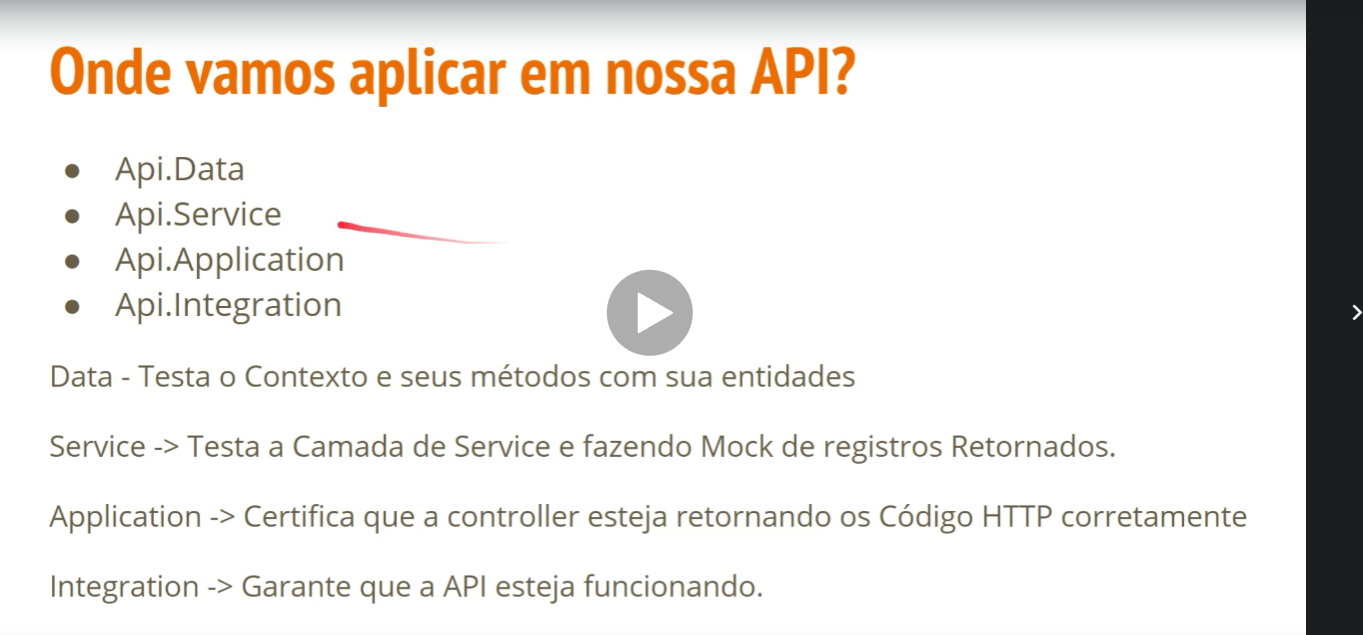 Onde vamos aplicar em nossa API?
● Api.Data
● Api.Service
● Api.Application
● Api.Integration
Data - Testa o Contexto e seus métodos com sua entidades
Service -> Testa a Camada de Service e fazendo Mock de registros Retornados.
Application -> Certifica que a controller esteja retornando os Código HTTP corretamente
Integration -> Garante que a API esteja funcionando.